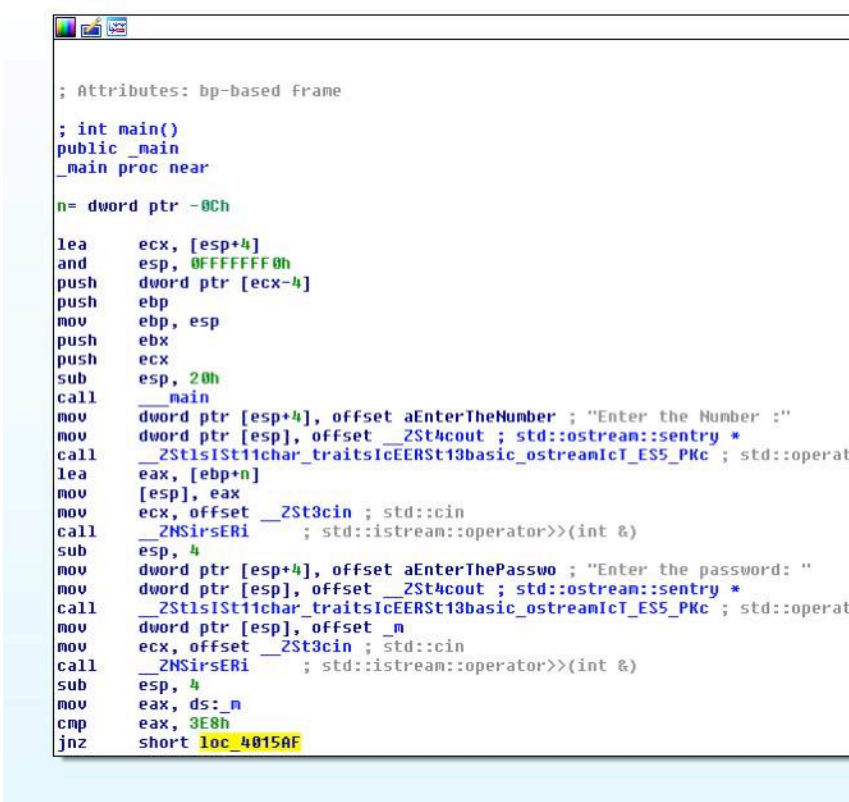 ; Attributes: bp-based frame
; int main()
public _main
_main proc near
n= dword ptr -0Ch
lea     ecx, [esp+4]
and     esp, 0FFFFFFF0h
push    dword ptr [ecx-4]
push    ebp
mov     ebp, esp
push    ebx
push    ecx
sub     esp, 20h
call    ___main
mov     dword ptr [esp+4], offset aEnterTheNumber ; "Enter the Number :"
mov     dword ptr [esp], offset __ZSt4cout ; std::ostream::sentry *
call    __ZStlsISt11char_traitsIcEERSt13basic_ostreamIcT_ES5_PKc ; std::operat
lea     eax, [ebp+n]
mov     [esp], eax
mov     ecx, offset __ZSt3cin ; std::cin
call    __ZNSirsERi     ; std::istream::operator>>(int &)
sub     esp, 4
mov     dword ptr [esp+4], offset aEnterThePasswo ; "Enter the password: "
mov     dword ptr [esp], offset __ZSt4cout ; std::ostream::sentry *
call    __ZStlsISt11char_traitsIcEERSt13basic_ostreamIcT_ES5_PKc ; std::operat
mov     dword ptr [esp], offset _m
mov     ecx, offset __ZSt3cin ; std::cin
call    __ZNSirsERi     ; std::istream::operator>>(int &)
sub     esp, 4
mov     eax, ds:_m
cmp     eax, 3E8h
jnz     short loc_4015AF